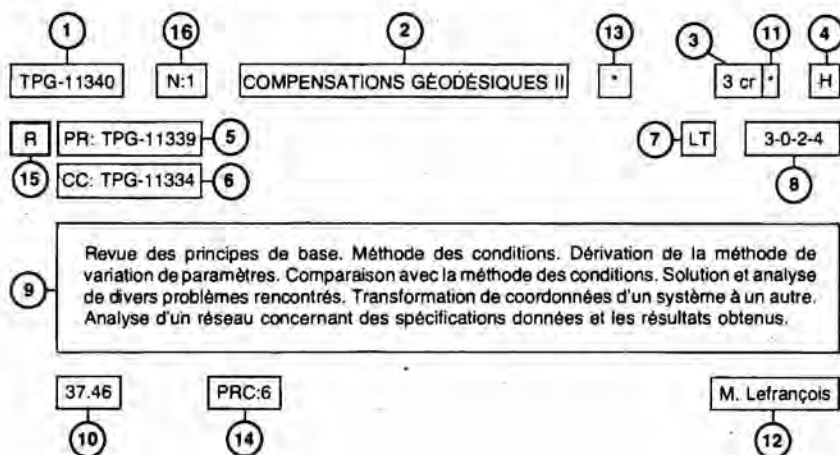 1 16 2 13 3 11 4
TPG-11340 N:1 COMPENSATIONS GÉODÉSIQUES II * 3 cr * H
R PR: TPG-11339 5 7 LT 3-0-2-4
15 CC: TPG-11334 6 8
Revue des principes de base. Méthode des conditions. Dérivation de la méthode de
variation de paramètres. Comparaison avec la méthode des conditions. Solution et analyse
9 de divers problèmes rencontrés. Transformation de coordonnées d'un système à un autre.
Analyse d'un réseau concernant des spécifications données et les résultats obtenus.
37.46 PRC:6 M. Lefrançois
10 14 12